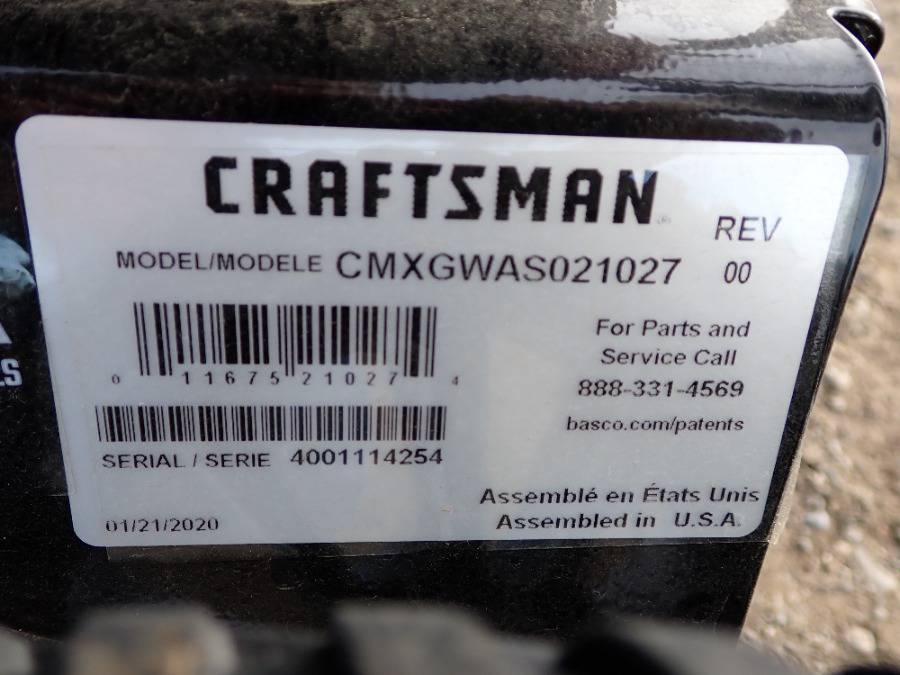 CRAFTSMAN
REV
MODEL/MODELE CMXGWAS021027 00
0 11675 21027 4
For Parts and
Service Call
888-331-4569
basco.com/patents
SERIAL / SERIE 4001114254
Assemblé en États Unis
01/21/2020 Assembled in U.S.A.